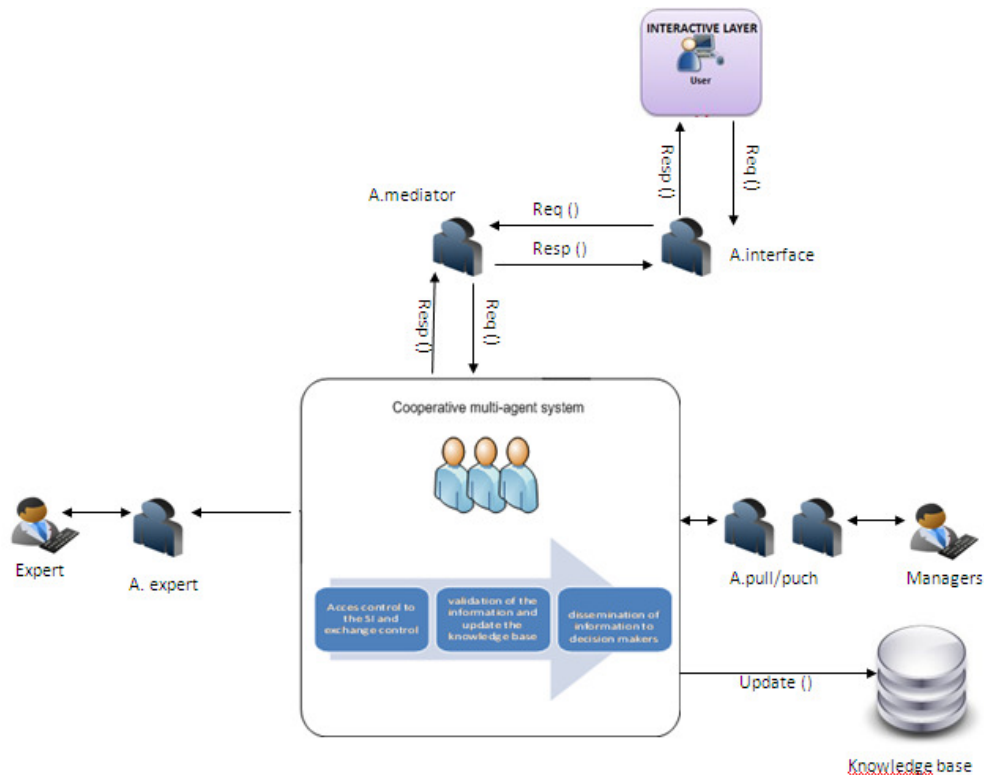 INTERACTIVE LAYER
User
Resp ()
Req ()
A.mediator
Req ()
Resp ()
A.interface
Resp ()
Req ()
Cooperative multi-agent system
Expert
A. expert
A.pull/puch
Managers
Acces control to
the SI and
exchange control
validation of the
information and
update the
knowledge base
dissemination of
information to
decision makers
Update ()
Knowledge base